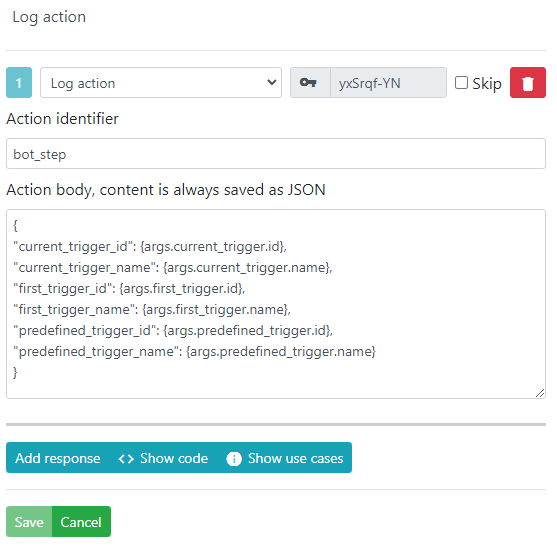 Log action
1 Log action yxSrqf-YN Skip
Action identifier
bot_step
Action body, content is always saved as JSON
{
"current_trigger_id": {args.current_trigger.id},
"current_trigger_name": {args.current_trigger.name},
"first_trigger_id": {args.first_trigger.id},
"first_trigger_name": {args.first_trigger.name},
"predefined_trigger_id": {args.predefined_trigger.id},
"predefined_trigger_name": {args.predefined_trigger.name}
}
Add response <> Show code Show use cases
Save Cancel